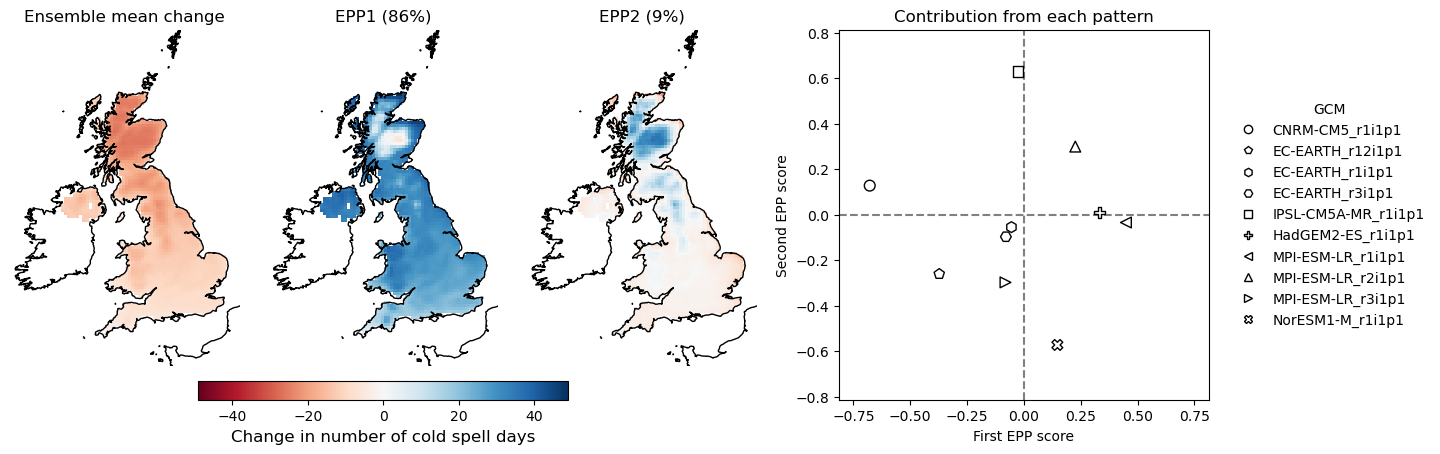 Ensemble mean change
EPP1 (86%)
EPP2 (9%)
Contribution from each pattern
0.8
0.6
0.4
0.2
0.0
−0.2
−0.4
−0.6
−0.8
Second EPP score
−0.75
−0.50
−0.25
0.00
0.25
0.50
0.75
First EPP score
GCM
CNRM-CM5_r1i1p1
EC-EARTH_r12i1p1
EC-EARTH_r1i1p1
EC-EARTH_r3i1p1
IPSL-CM5A-MR_r1i1p1
HadGEM2-ES_r1i1p1
MPI-ESM-LR_r1i1p1
MPI-ESM-LR_r2i1p1
MPI-ESM-LR_r3i1p1
NorESM1-M_r1i1p1
−40
−20
0
20
40
Change in number of cold spell days